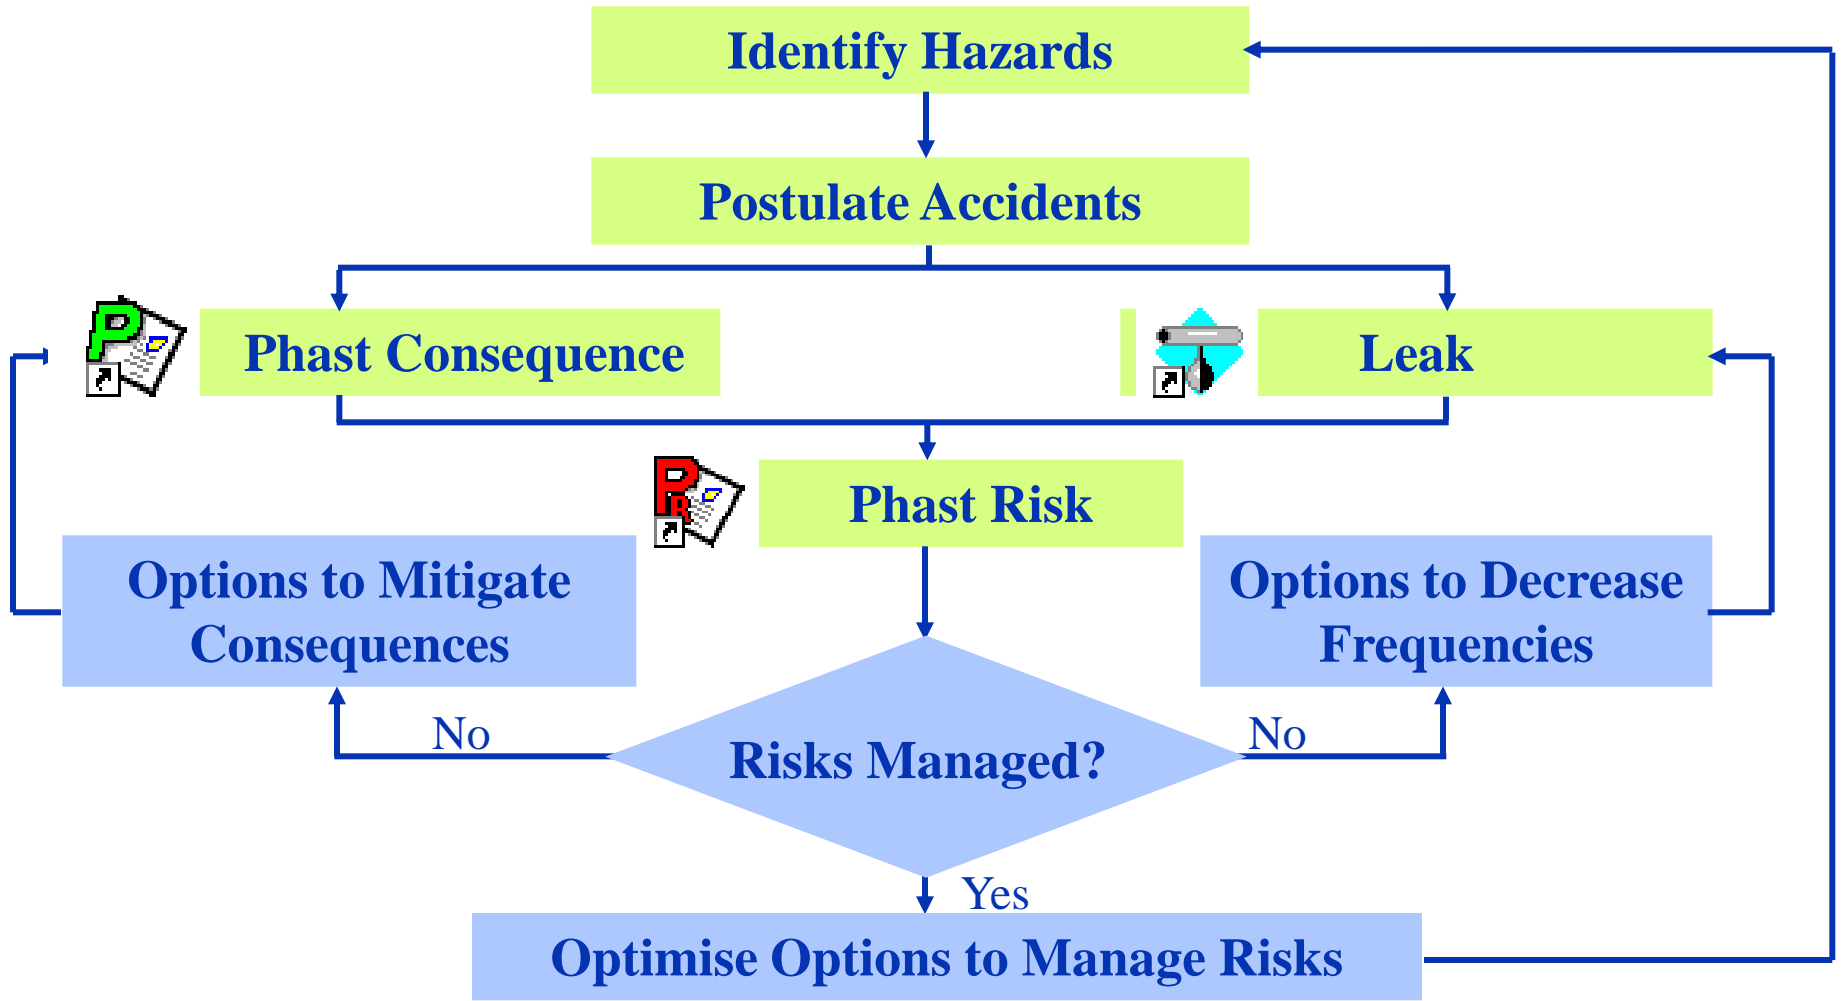 Identify Hazards
Postulate Accidents
Phast Consequence
Leak
Phast Risk
Options to Mitigate
Consequences
Options to Decrease
Frequencies
No
No
Risks Managed?
Yes
Optimise Options to Manage Risks